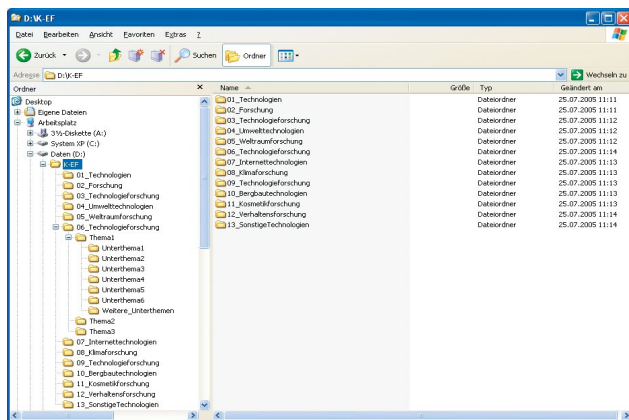 D:\K-EF
Datei Bearbeiten Ansicht Favoriten Extras ?
Zurück Suchen Ordner
Adresse D:\K-EF Wechseln zu
Ordner
Desktop
Eigene Dateien
Arbeitsplatz
3½-Diskette (A:)
System XP (C:)
Daten (D:)
K-EF
01_Technologien
02_Forschung
03_Technologieforschung
04_Umwelttechnologien
05_Weltraumforschung
06_Technologieforschung
Thema1
Unterthema1
Unterthema2
Unterthema3
Unterthema4
Unterthema5
Unterthema6
Weitere_Unterthemen
Thema2
Thema3
07_Internettechnologien
08_Klimaforschung
09_Technologieforschung
10_Bergbautechnologien
11_Kosmetikforschung
12_Verhaltensforschung
13_SonstigeTechnologien
Name Größe Typ Geändert am
01_Technologien Dateiordner 25.07.2005 11:11
02_Forschung Dateiordner 25.07.2005 11:11
03_Technologieforschung Dateiordner 25.07.2005 11:12
04_Umwelttechnologien Dateiordner 25.07.2005 11:12
05_Weltraumforschung Dateiordner 25.07.2005 11:12
06_Technologieforschung Dateiordner 25.07.2005 11:14
07_Internettechnologien Dateiordner 25.07.2005 11:13
08_Klimaforschung Dateiordner 25.07.2005 11:13
09_Technologieforschung Dateiordner 25.07.2005 11:13
10_Bergbautechnologien Dateiordner 25.07.2005 11:13
11_Kosmetikforschung Dateiordner 25.07.2005 11:13
12_Verhaltensforschung Dateiordner 25.07.2005 11:14
13_SonstigeTechnologien Dateiordner 25.07.2005 11:14